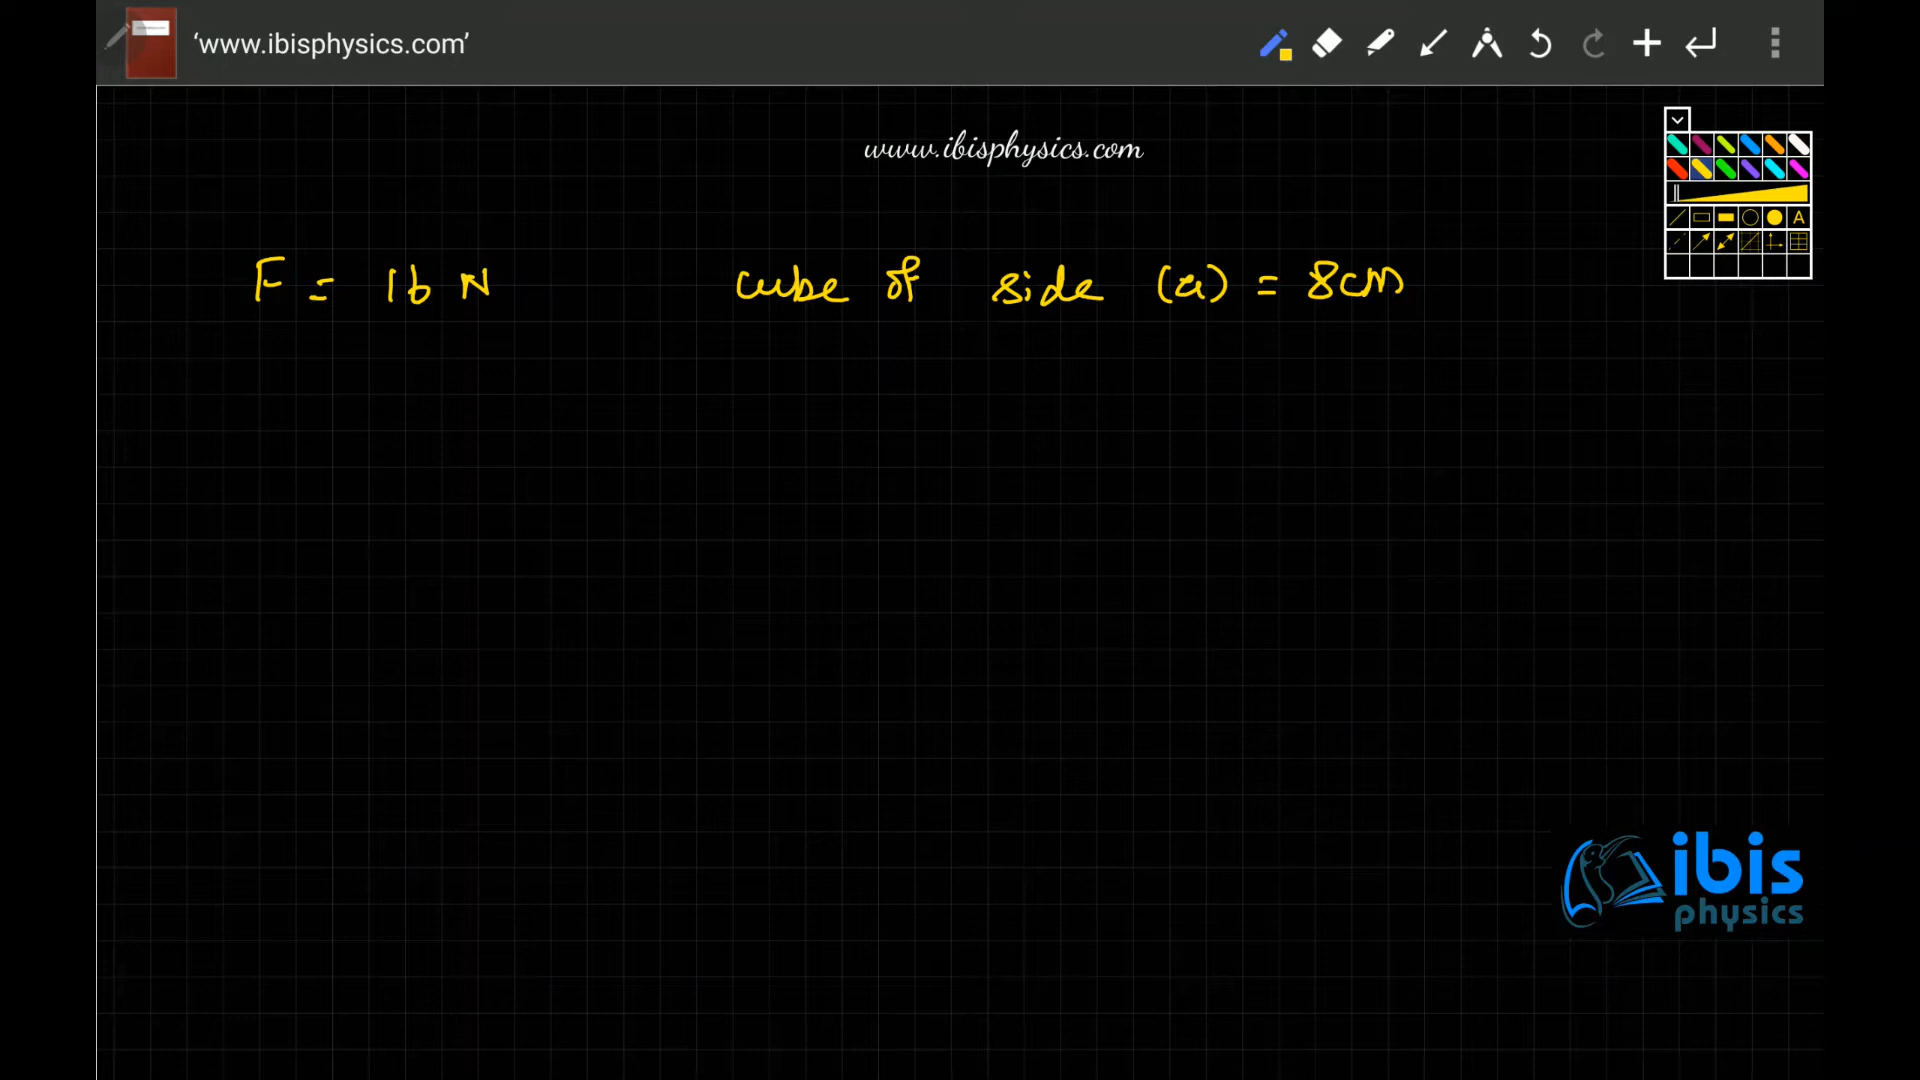 ‘www.ibisphysics.com’
www.ibisphysics.com
F = 16 N cube of side (a) = 8cm
A
ibis
physics